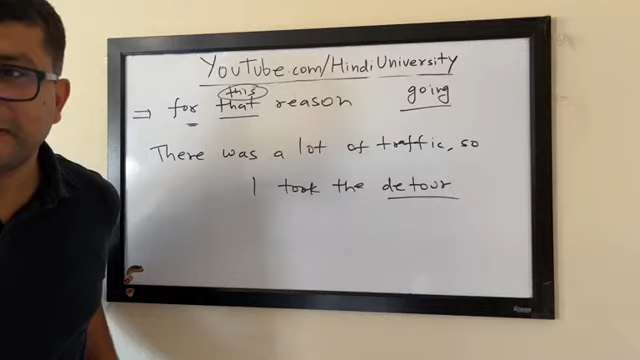 YouTube.com/HindiUniversity
this
⇒ for that reason going
There was a lot of traffic, so
I took the detour